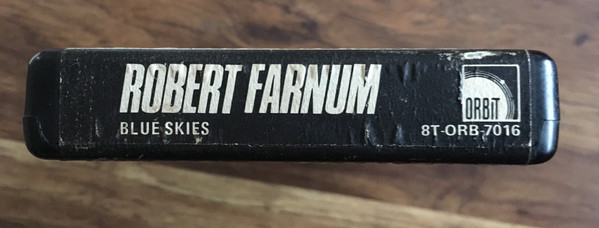 ROBERT FARNUM
BLUE SKIES
ORBiT
8T-ORB-7016